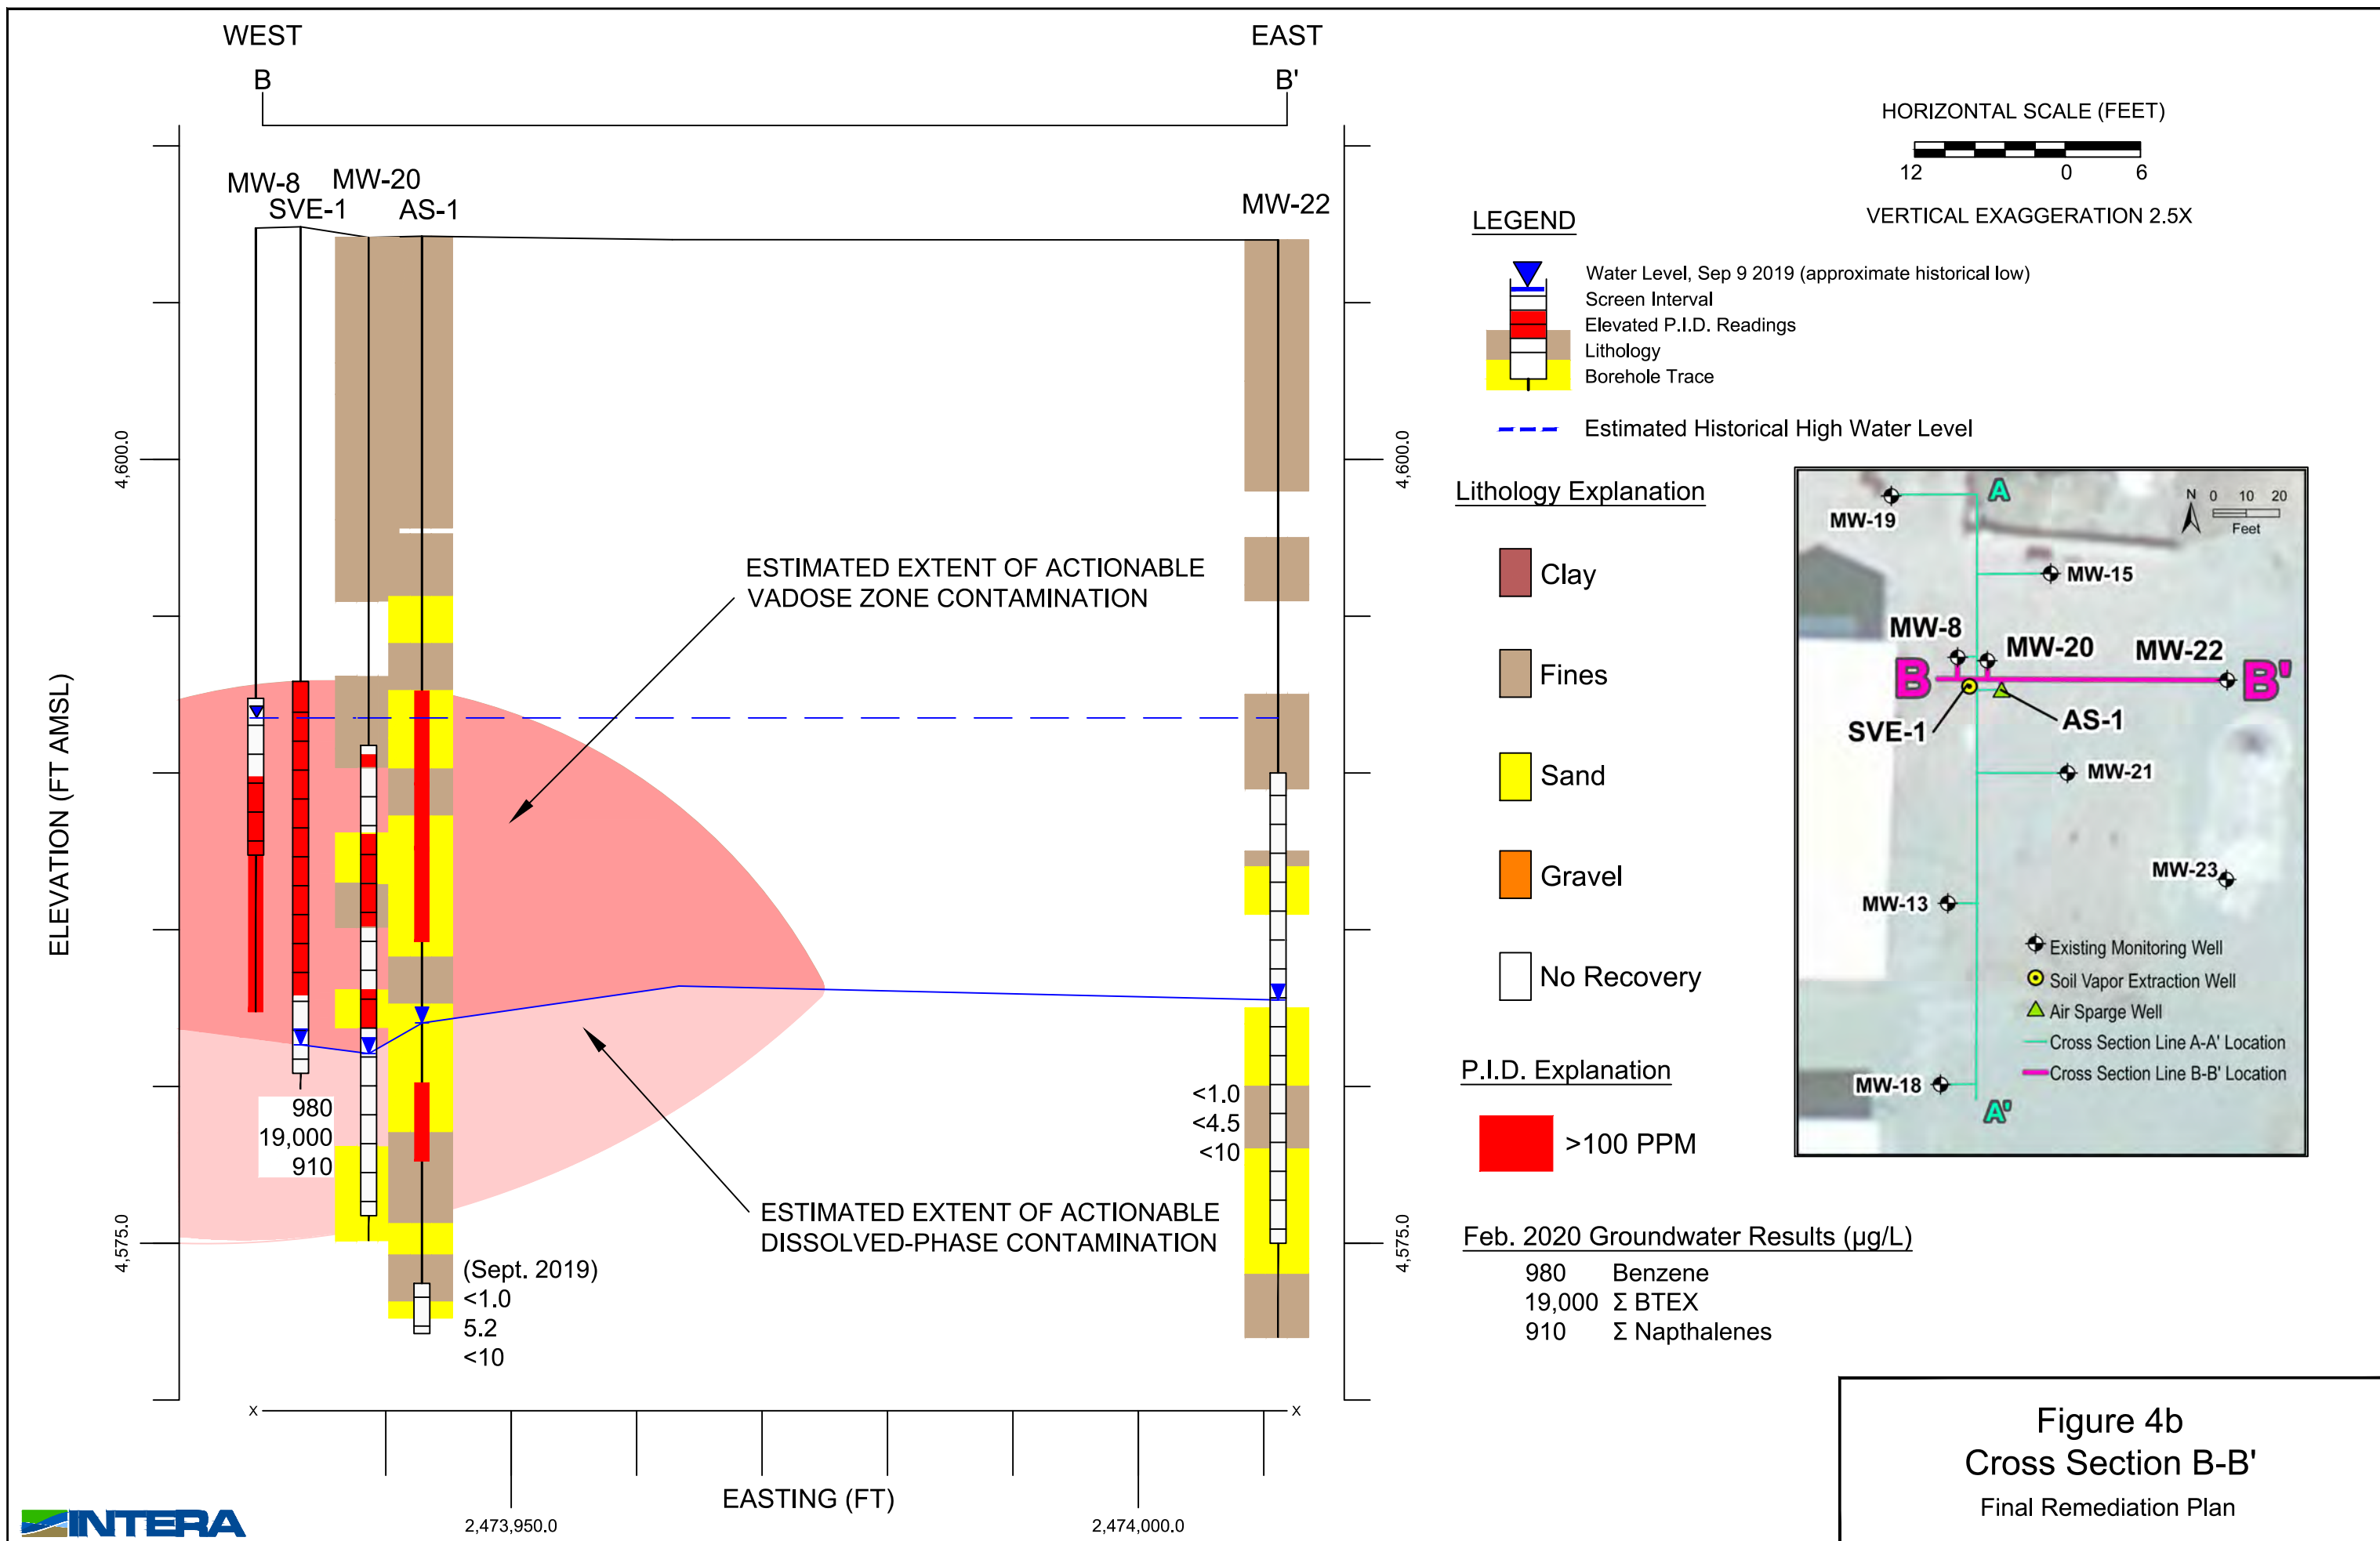 WEST
EAST
B
B'
HORIZONTAL SCALE (FEET)
12 0 6
VERTICAL EXAGGERATION 2.5X
MW-8
MW-20
SVE-1
AS-1
MW-22
LEGEND
Water Level, Sep 9 2019 (approximate historical low)
Screen Interval
Elevated P.I.D. Readings
Lithology
Borehole Trace
Estimated Historical High Water Level
4,600.0
4,600.0
ELEVATION (FT AMSL)
ESTIMATED EXTENT OF ACTIONABLE
VADOSE ZONE CONTAMINATION
Lithology Explanation
Clay
Fines
Sand
Gravel
No Recovery
P.I.D. Explanation
>100 PPM
A
N 0 10 20
Feet
MW-19
MW-15
MW-8
MW-20
MW-22
B
B'
SVE-1
AS-1
MW-21
MW-23
MW-13
Existing Monitoring Well
Soil Vapor Extraction Well
Air Sparge Well
Cross Section Line A-A' Location
Cross Section Line B-B' Location
MW-18
A'
980
19,000
910
<1.0
<4.5
<10
ESTIMATED EXTENT OF ACTIONABLE
DISSOLVED-PHASE CONTAMINATION
4,575.0
4,575.0
(Sept. 2019)
<1.0
5.2
<10
Feb. 2020 Groundwater Results (µg/L)
980 Benzene
19,000 Σ BTEX
910 Σ Napthalenes
X
X
EASTING (FT)
2,473,950.0
2,474,000.0
INTERA
Figure 4b
Cross Section B-B'
Final Remediation Plan